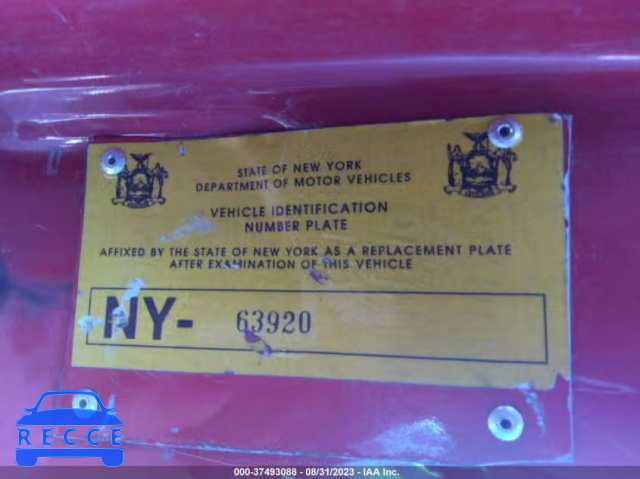 STATE OF NEW YORK
DEPARTMENT OF MOTOR VEHICLES
VEHICLE IDENTIFICATION
NUMBER PLATE
AFFIXED BY THE STATE OF NEW YORK AS A REPLACEMENT PLATE
AFTER EXAMINATION OF THIS VEHICLE
NY- 63920
RECCE
000-37493088 - 08/31/2023 - IAA Inc.